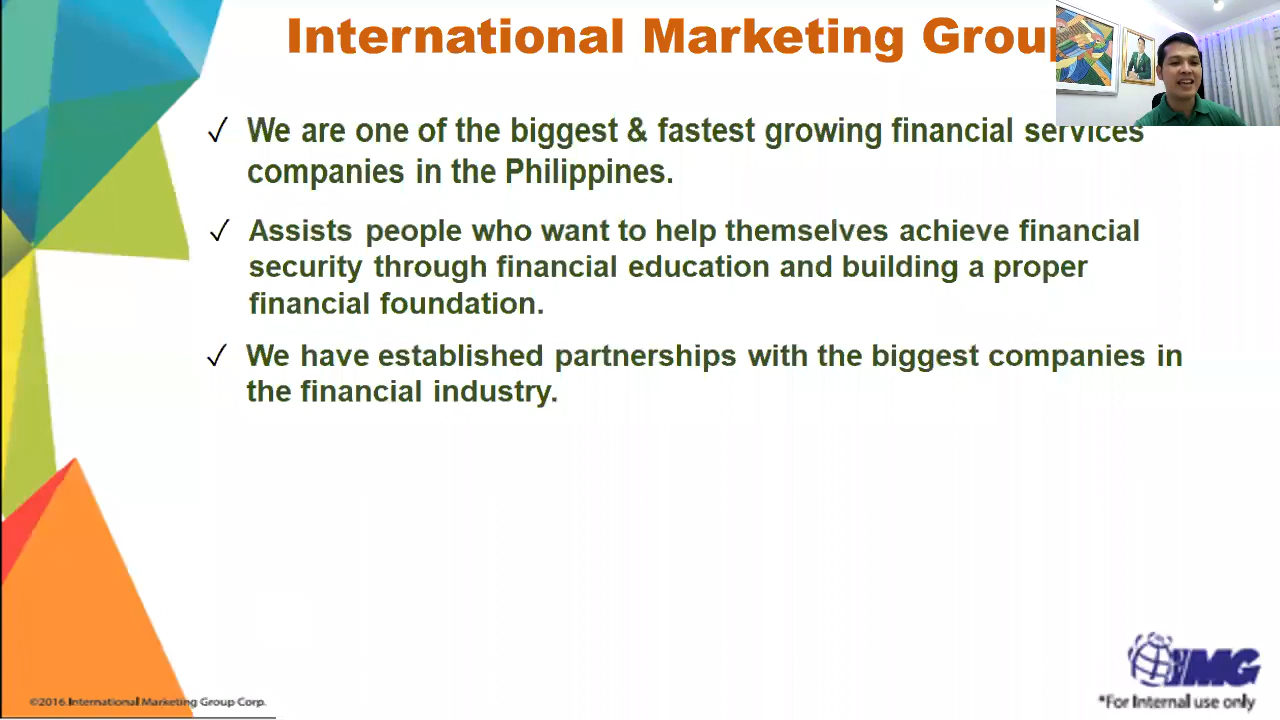 International Marketing Group
✓ We are one of the biggest & fastest growing financial services
companies in the Philippines.
✓ Assists people who want to help themselves achieve financial
security through financial education and building a proper
financial foundation.
✓ We have established partnerships with the biggest companies in
the financial industry.
IMG
©2016 International Marketing Group Corp.
*For Internal use only